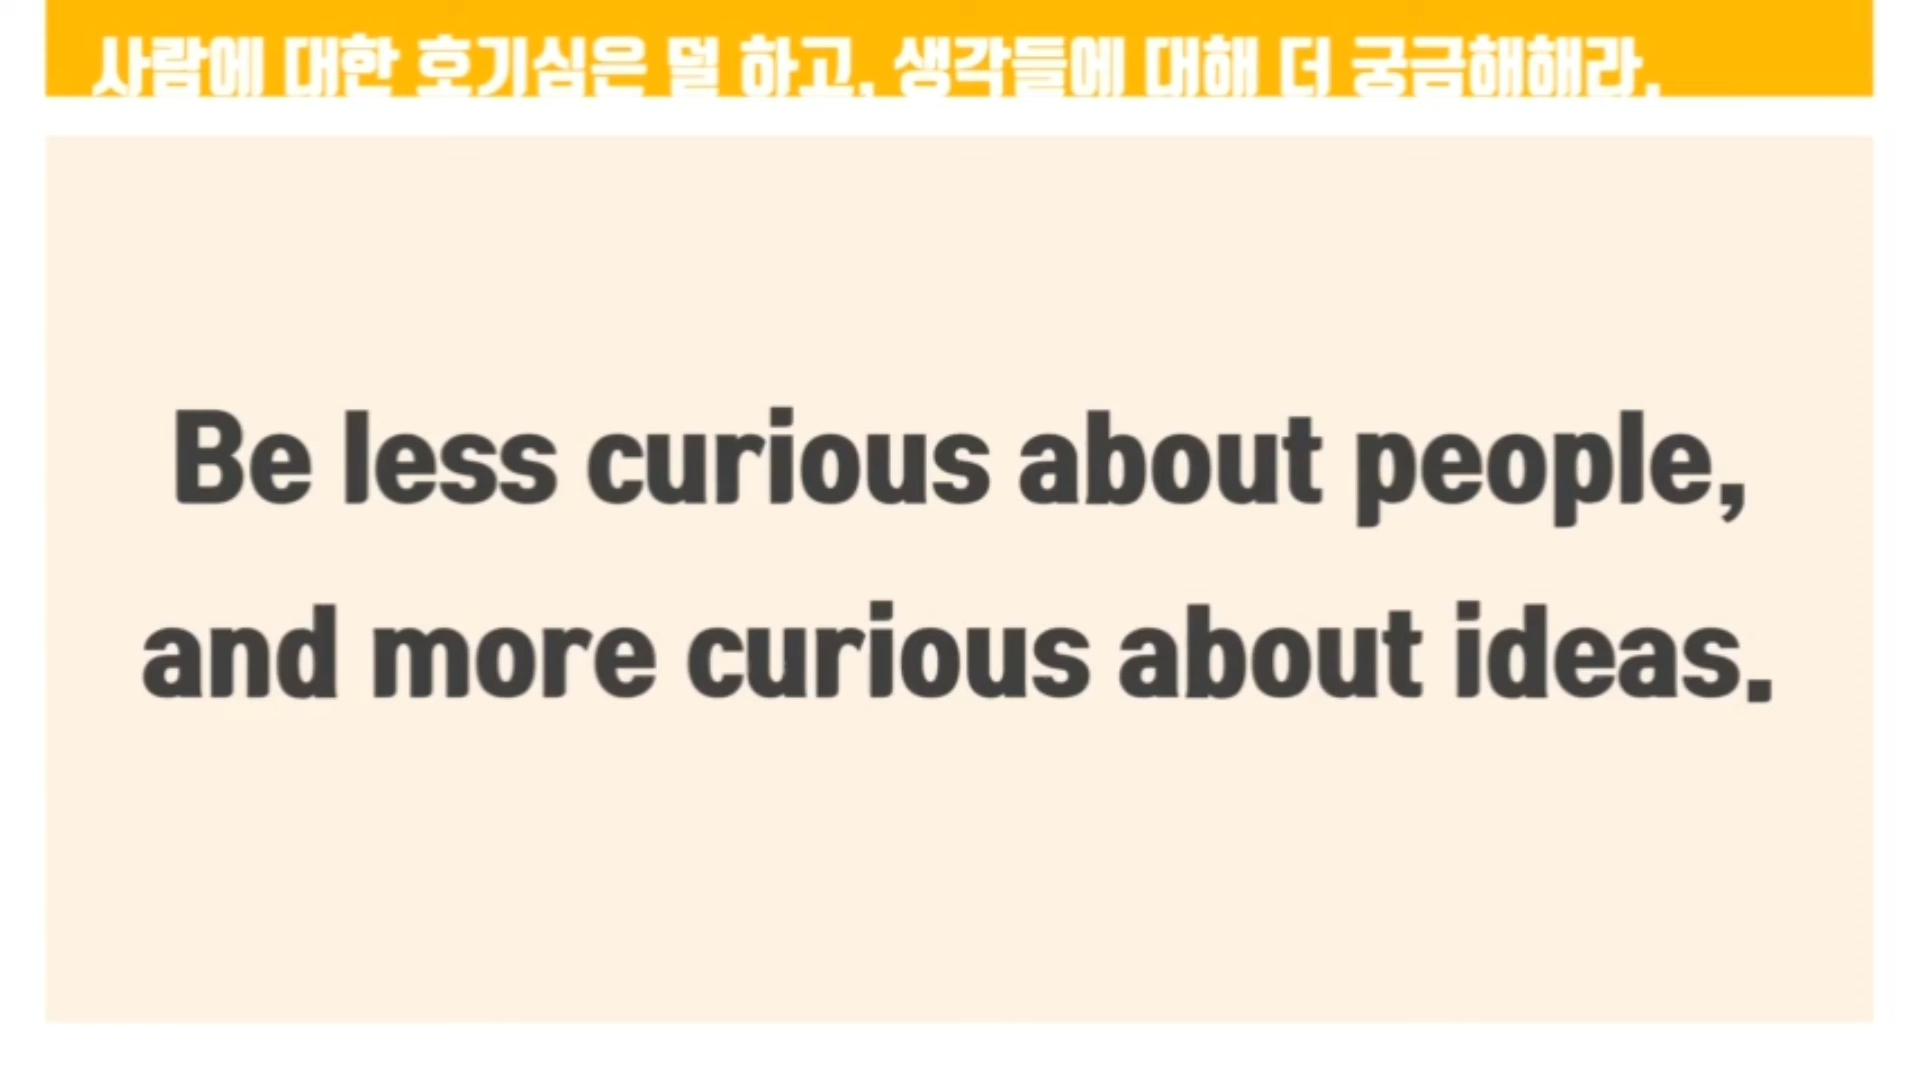 사람에 대한 호기심은 덜 하고, 생각들에 대해 더 궁금해해라.
Be less curious about people,
and more curious about ideas.